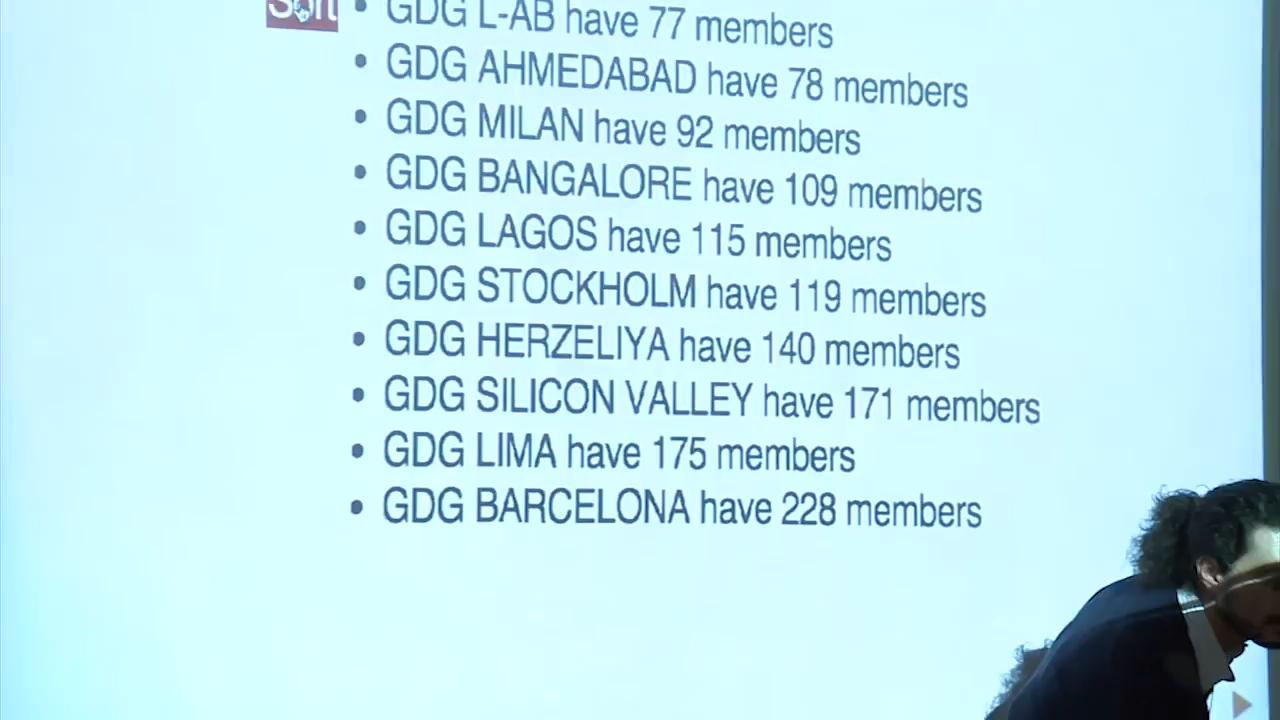 Soft
• GDG L-AB have 77 members
• GDG AHMEDABAD have 78 members
• GDG MILAN have 92 members
• GDG BANGALORE have 109 members
• GDG LAGOS have 115 members
• GDG STOCKHOLM have 119 members
• GDG HERZELIYA have 140 members
• GDG SILICON VALLEY have 171 members
• GDG LIMA have 175 members
• GDG BARCELONA have 228 members